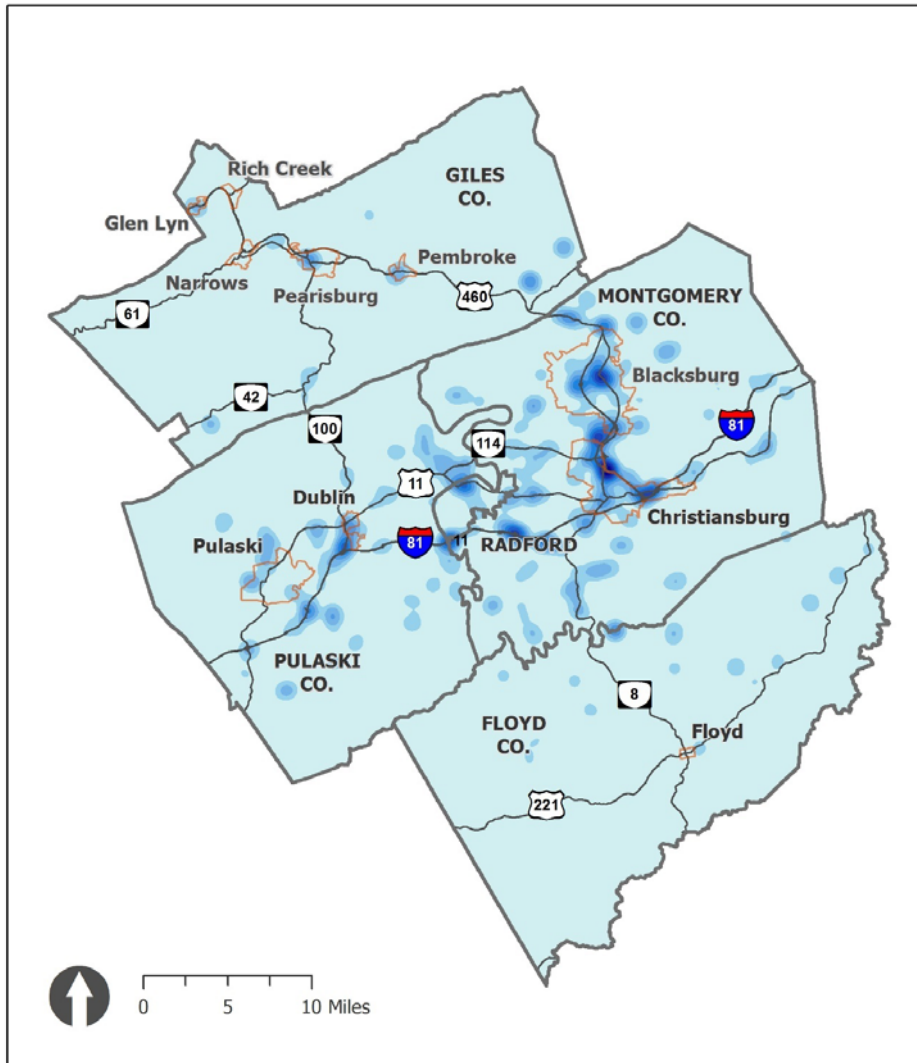 Rich Creek
GILES
CO.
Glen Lyn
Narrows
Pearisburg
Pembroke
460
61
MONTGOMERY
CO.
Blacksburg
42
100
81
114
11
Dublin
Pulaski
81
11
RADFORD
Christiansburg
PULASKI
CO.
8
FLOYD
CO.
Floyd
221
0 5 10 Miles